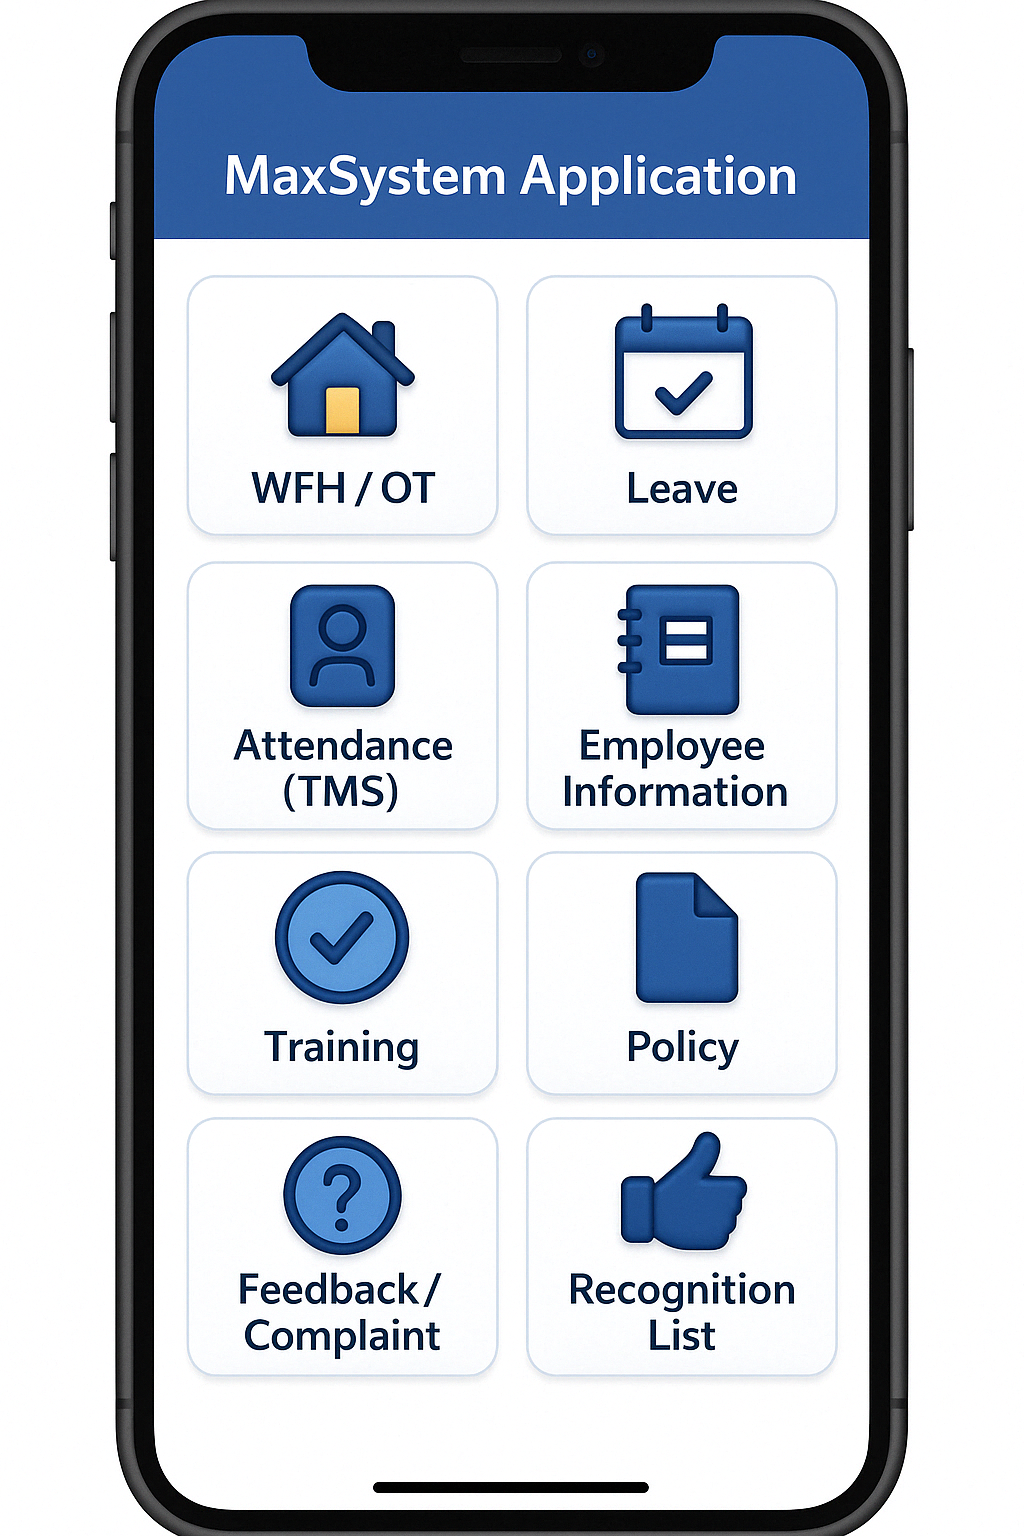 MaxSystem Application
WFH / OT
Leave
Attendance
(TMS)
Employee
Information
Training
Policy
Feedback /
Complaint
Recognition
List